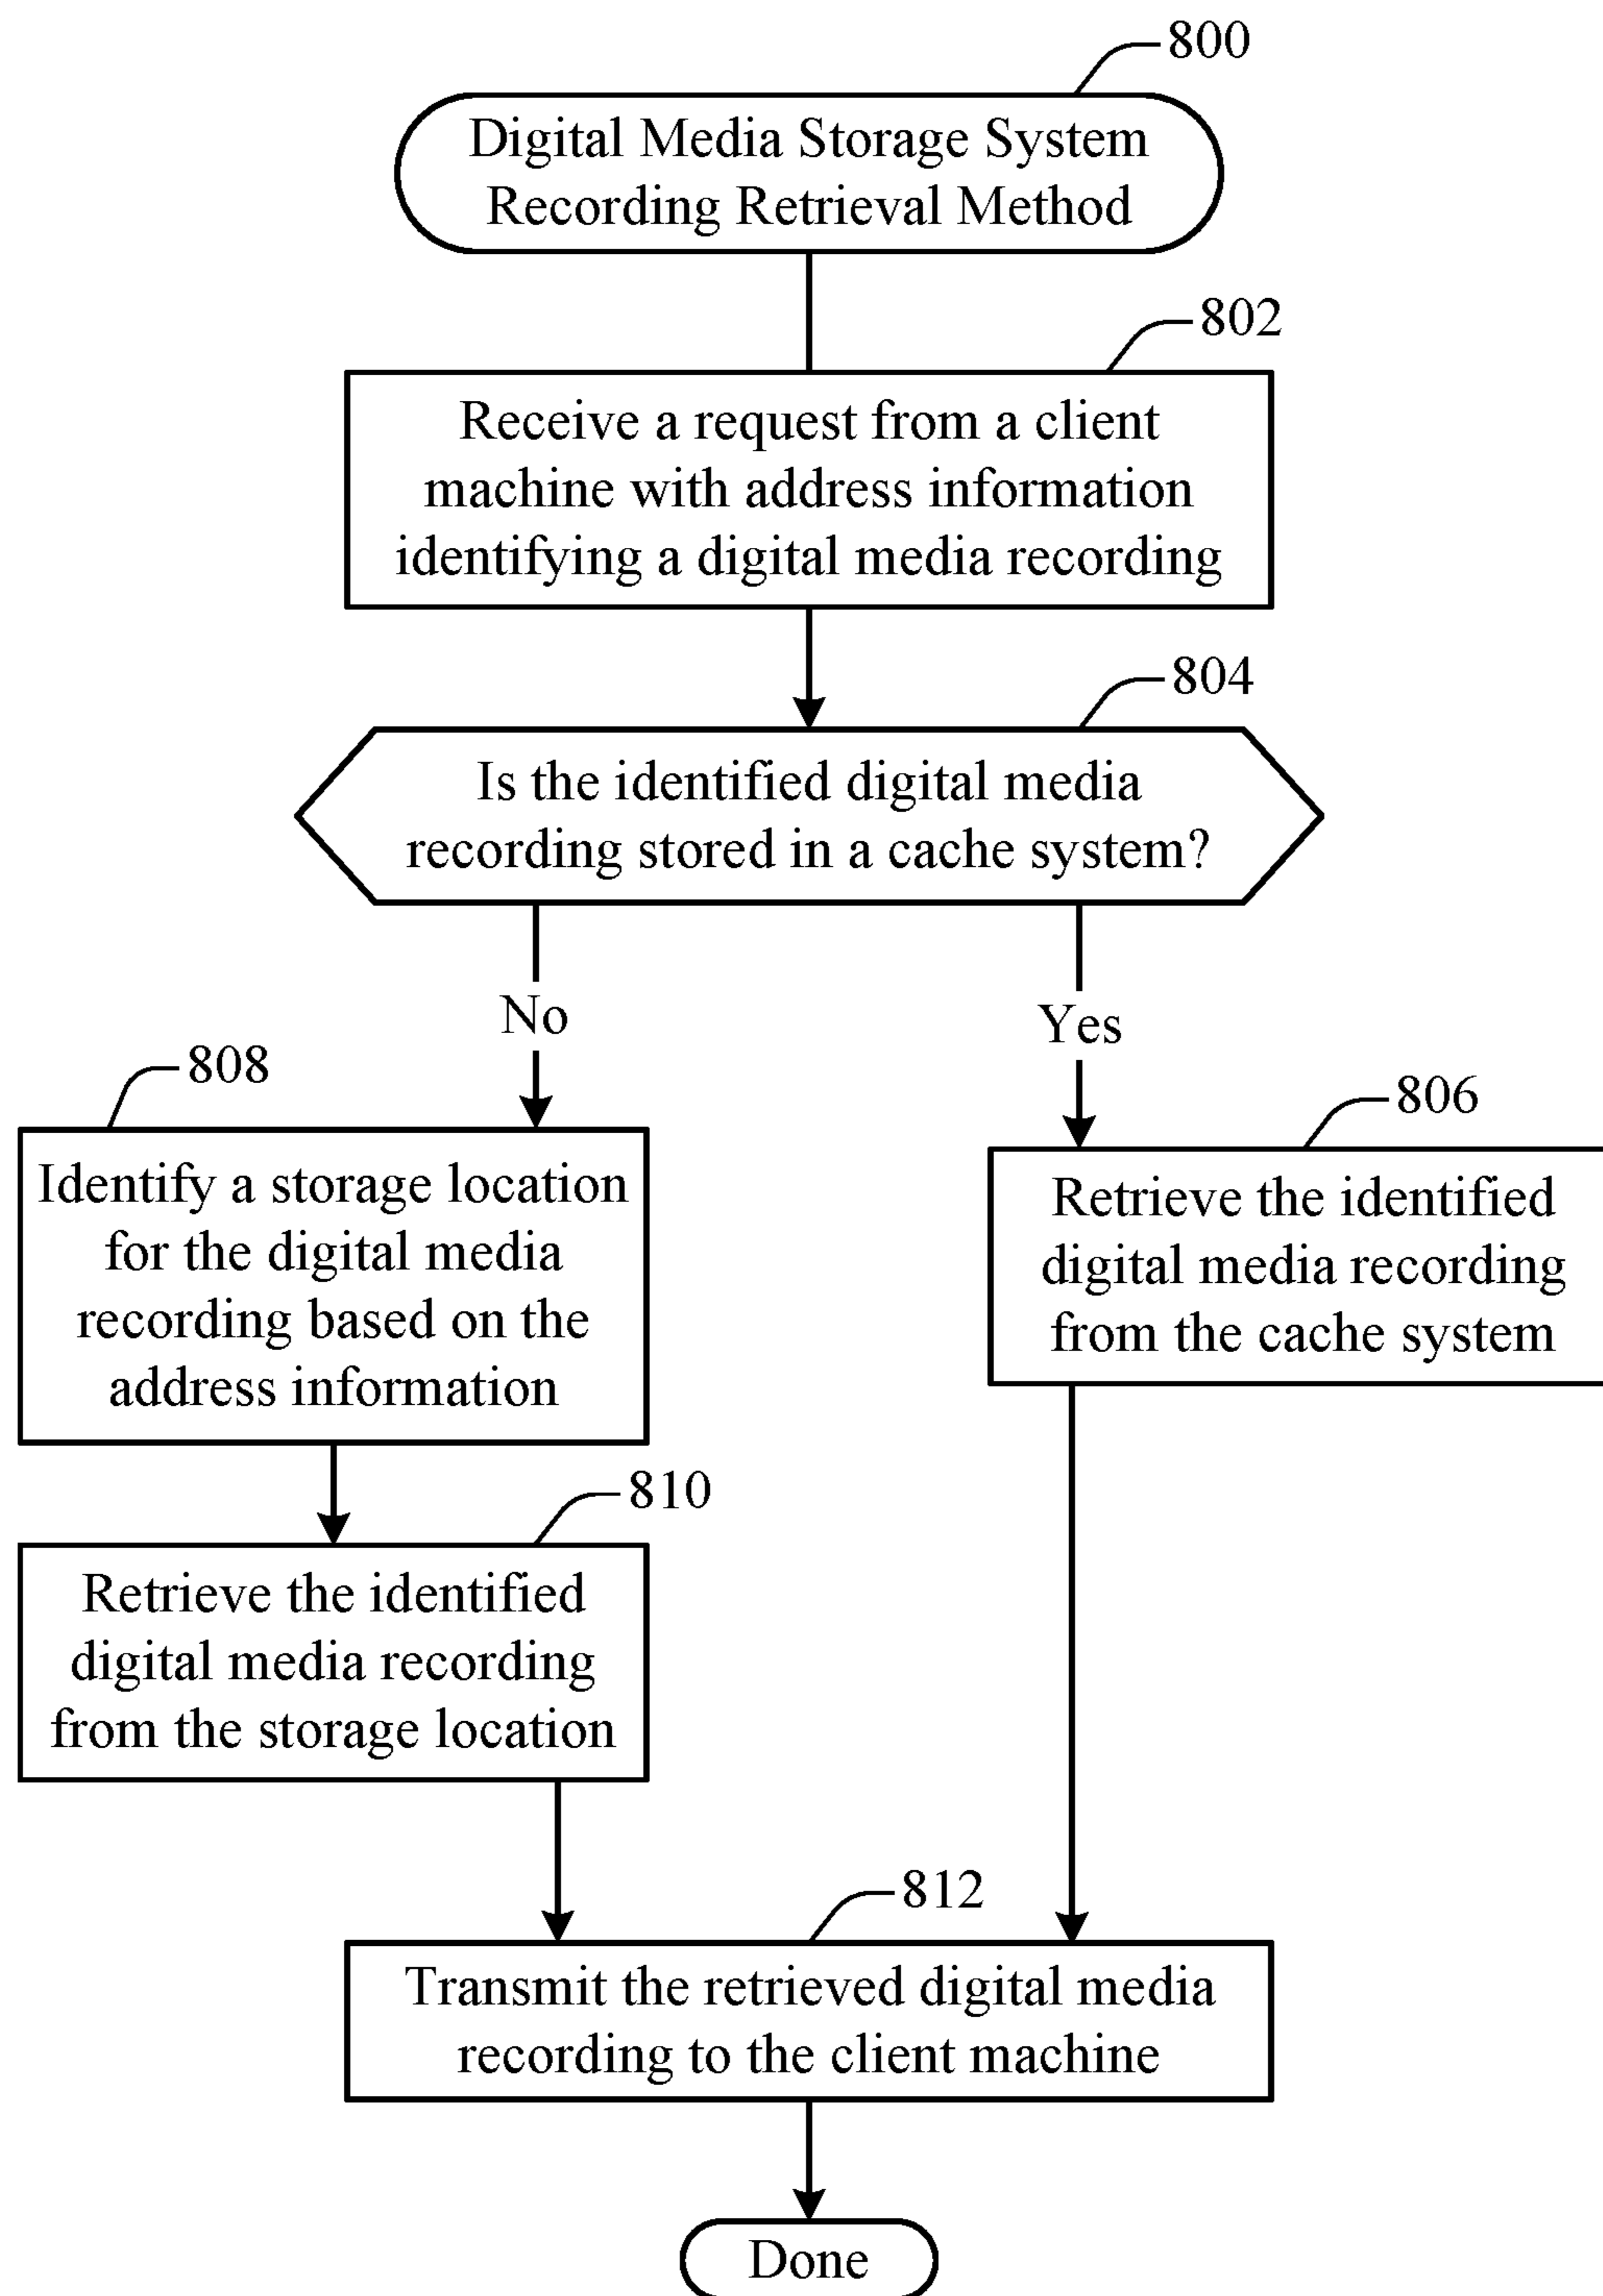 800
Digital Media Storage System
Recording Retrieval Method
802
Receive a request from a client
machine with address information
identifying a digital media recording
804
Is the identified digital media
recording stored in a cache system?
No
Yes
808
Identify a storage location
for the digital media
recording based on the
address information
806
Retrieve the identified
digital media recording
from the cache system
810
Retrieve the identified
digital media recording
from the storage location
812
Transmit the retrieved digital media
recording to the client machine
Done